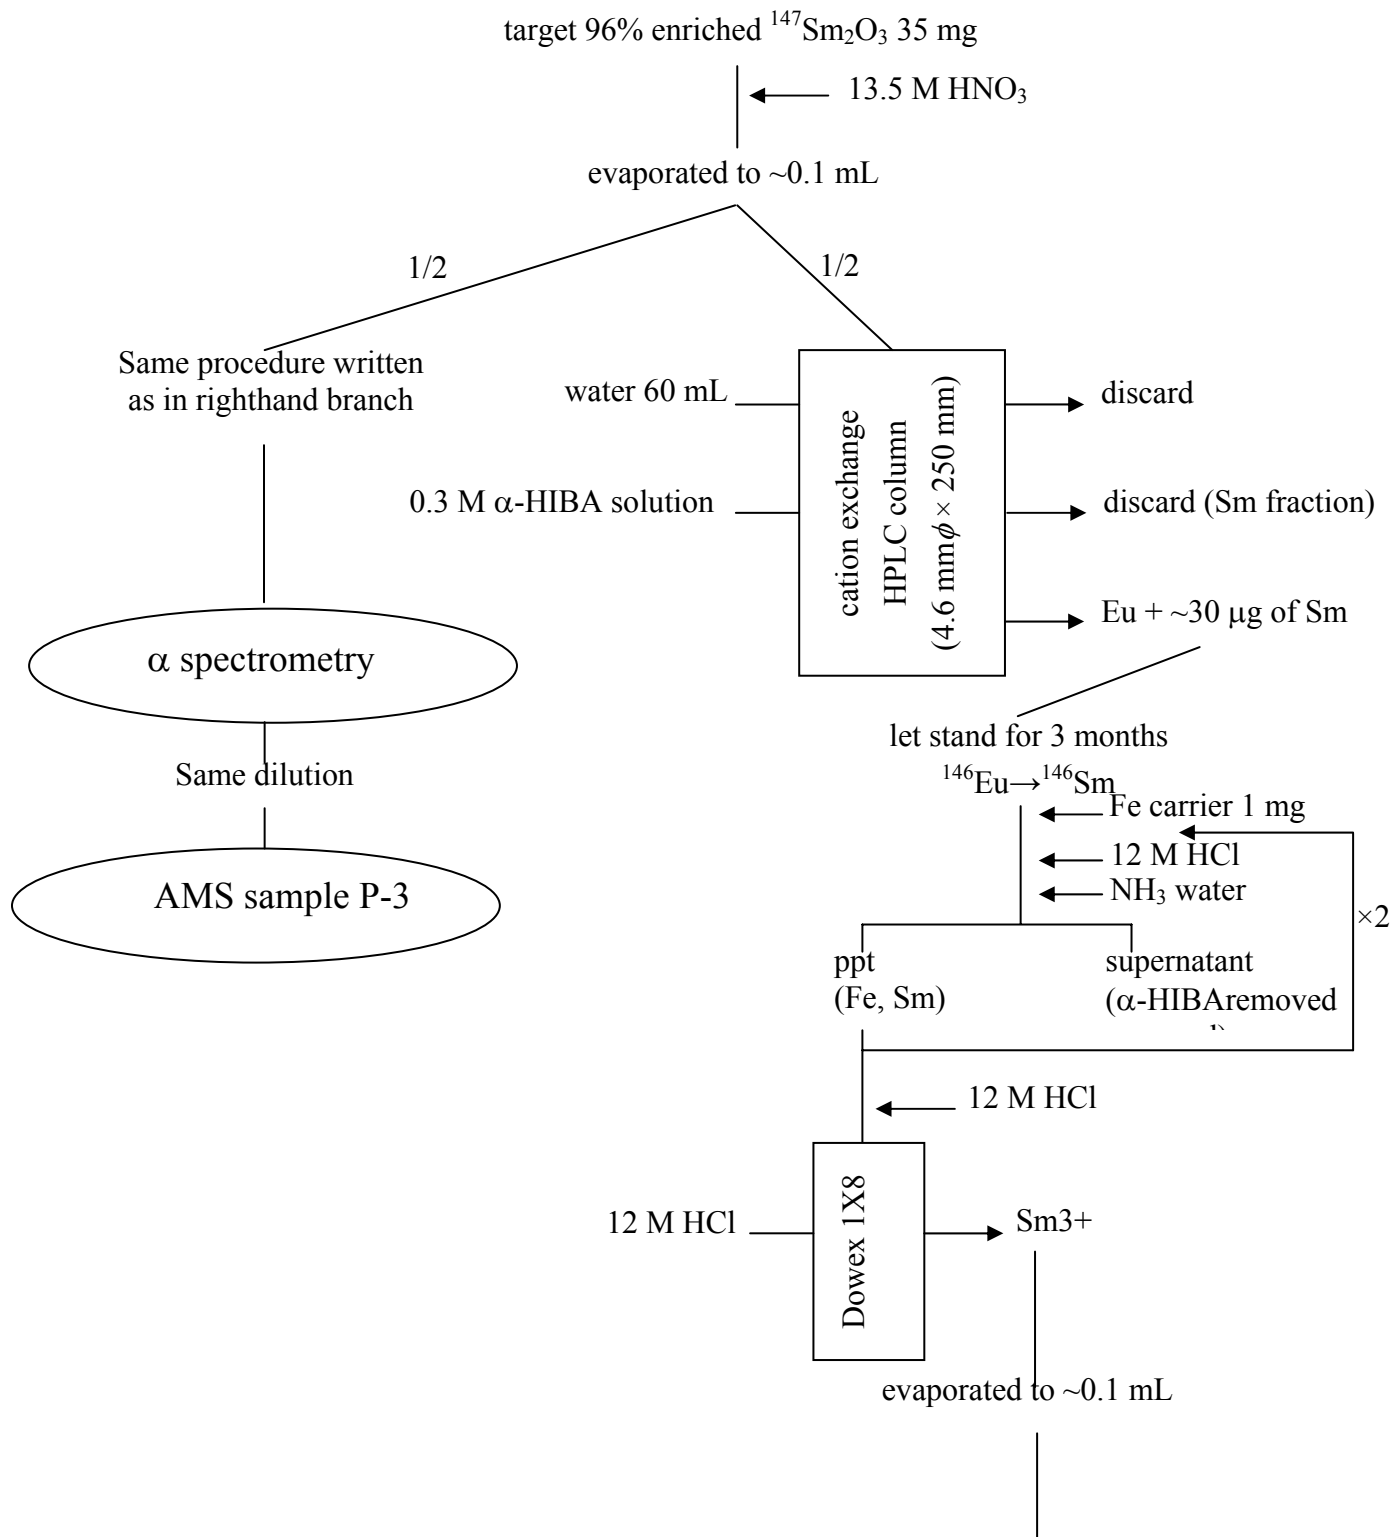 target 96% enriched ¹⁴⁷Sm₂O₃ 35 mg
13.5 M HNO₃
evaporated to ~0.1 mL
1/2
1/2
Same procedure written
as in righthand branch
water 60 mL
discard
cation exchange
HPLC column
(4.6 mmϕ × 250 mm)
0.3 M α-HIBA solution
discard (Sm fraction)
Eu + ~30 μg of Sm
α spectrometry
let stand for 3 months
¹⁴⁶Eu→¹⁴⁶Sm
Same dilution
Fe carrier 1 mg
12 M HCl
NH₃ water
AMS sample P-3
×2
ppt
(Fe, Sm)
supernatant
(α-HIBAremoved
12 M HCl
12 M HCl
Dowex 1X8
Sm3+
evaporated to ~0.1 mL